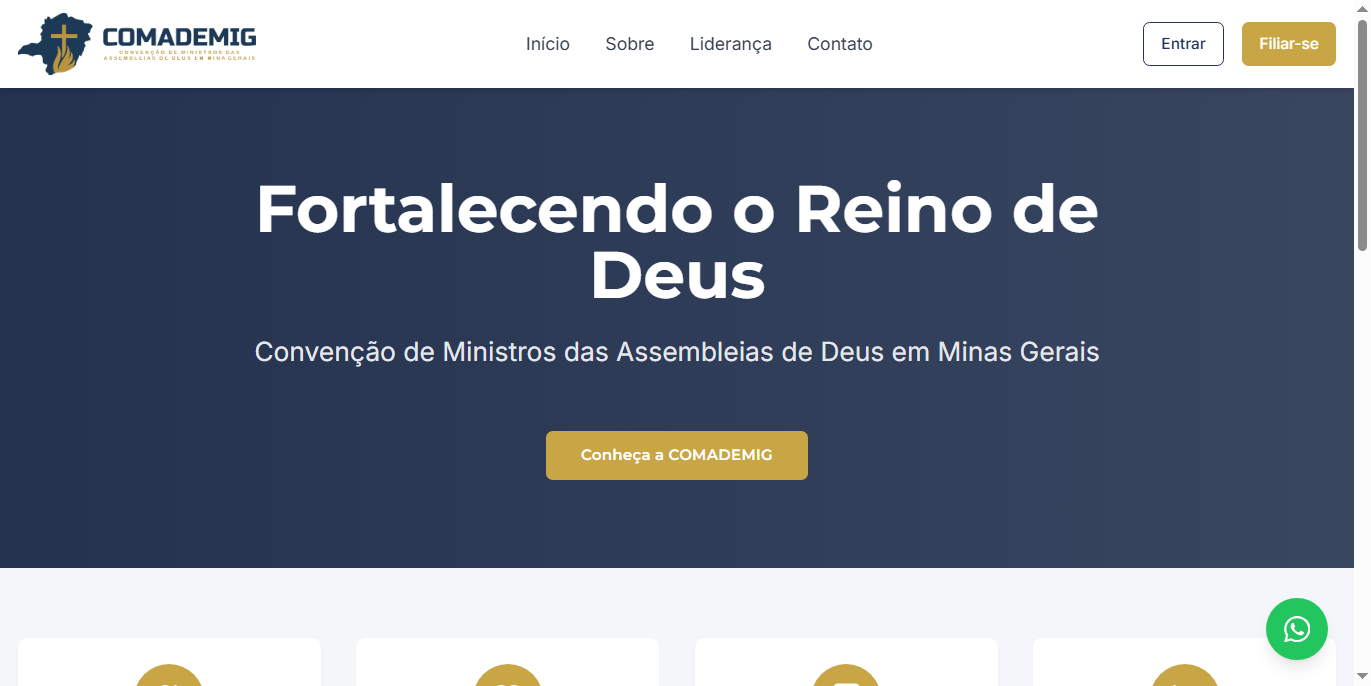 COMADEMIG
CONVENÇÃO DE MINISTROS DAS
ASSEMBLEIAS DE DEUS EM MINAS GERAIS
Início
Sobre
Liderança
Contato
Entrar
Filiar-se
Fortalecendo o Reino de
Deus
Convenção de Ministros das Assembleias de Deus em Minas Gerais
Conheça a COMADEMIG